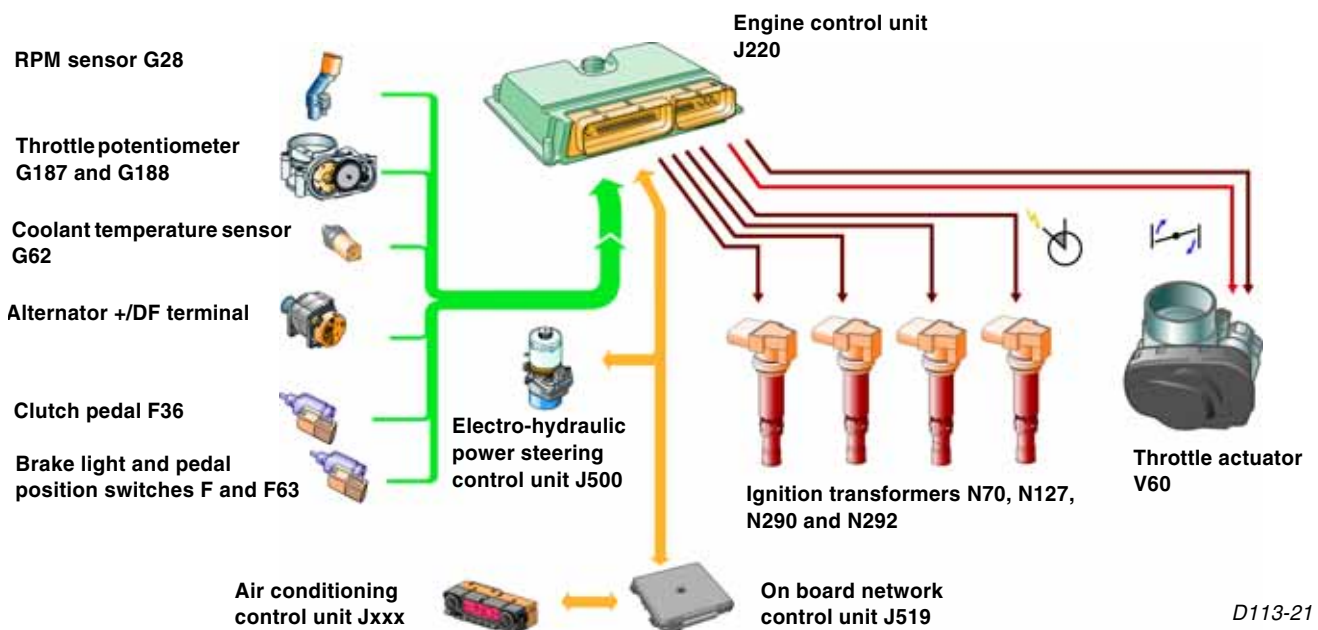 Engine control unit
J220
RPM sensor G28
Throttle potentiometer
G187 and G188
Coolant temperature sensor
G62
Alternator +/DF terminal
Clutch pedal F36
Brake light and pedal
position switches F and F63
Electro-hydraulic
power steering
control unit J500
Ignition transformers N70, N127,
N290 and N292
Throttle actuator
V60
Air conditioning
control unit Jxxx
On board network
control unit J519
D113-21